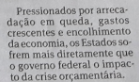 Pressionados por arreca-
dação em queda, gastos
crescentes e encolhimento
da economia, os Estados so-
frem mais diretamente que
o governo federal o impac-
to da crise orçamentária.